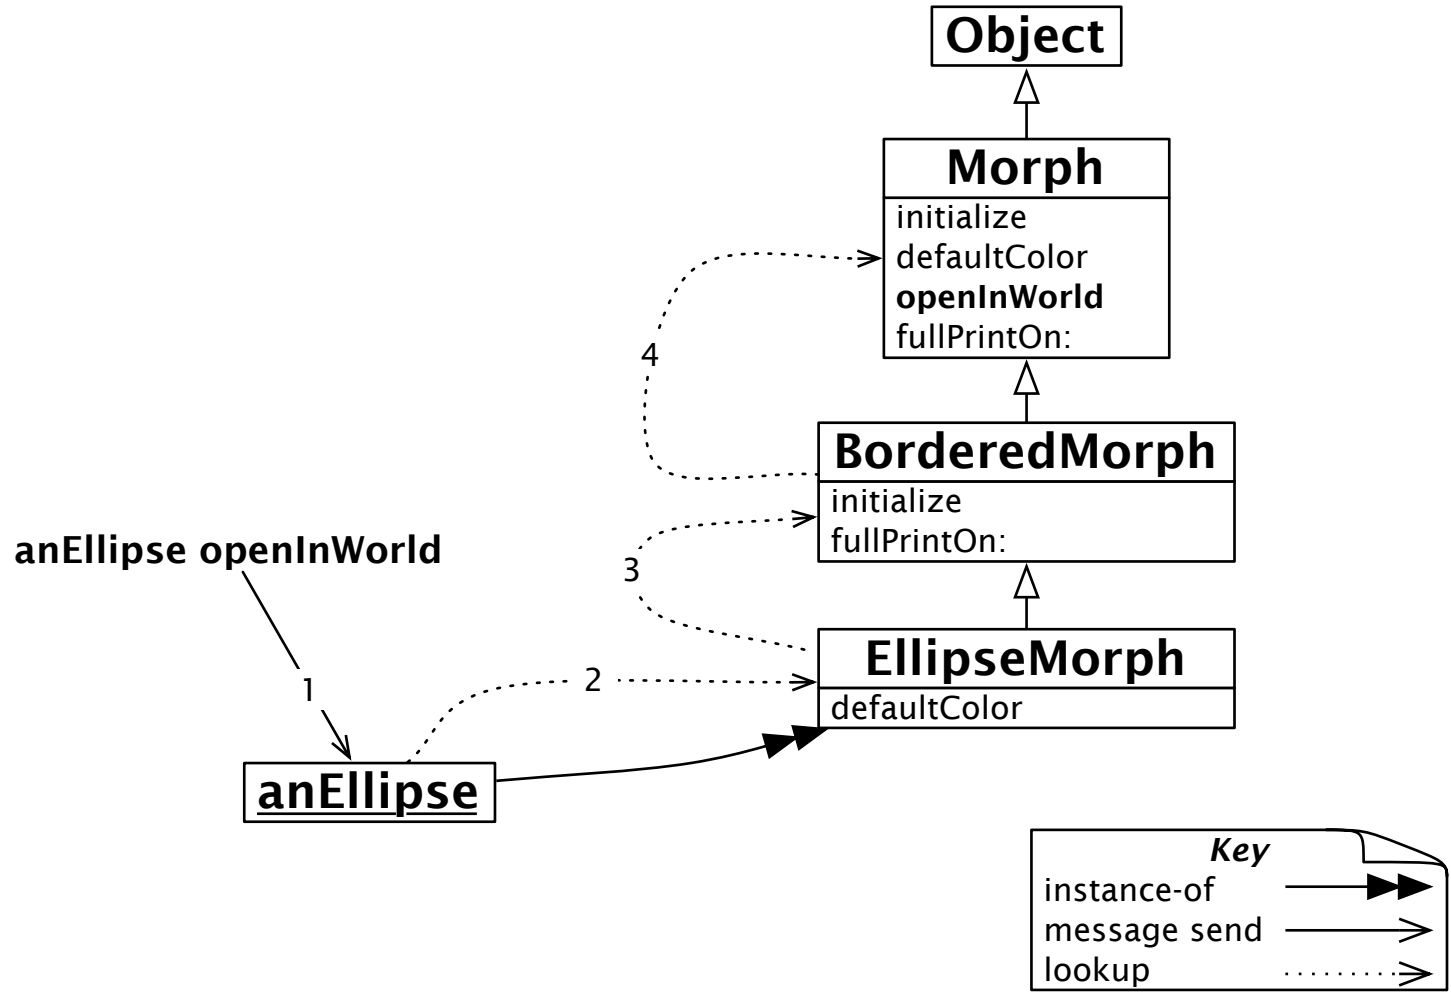 Object
Morph
initialize
defaultColor
openInWorld
fullPrintOn:
4
BorderedMorph
initialize
fullPrintOn:
anEllipse openInWorld
3
EllipseMorph
defaultColor
2
1
anEllipse
Key
instance-of
message send
lookup